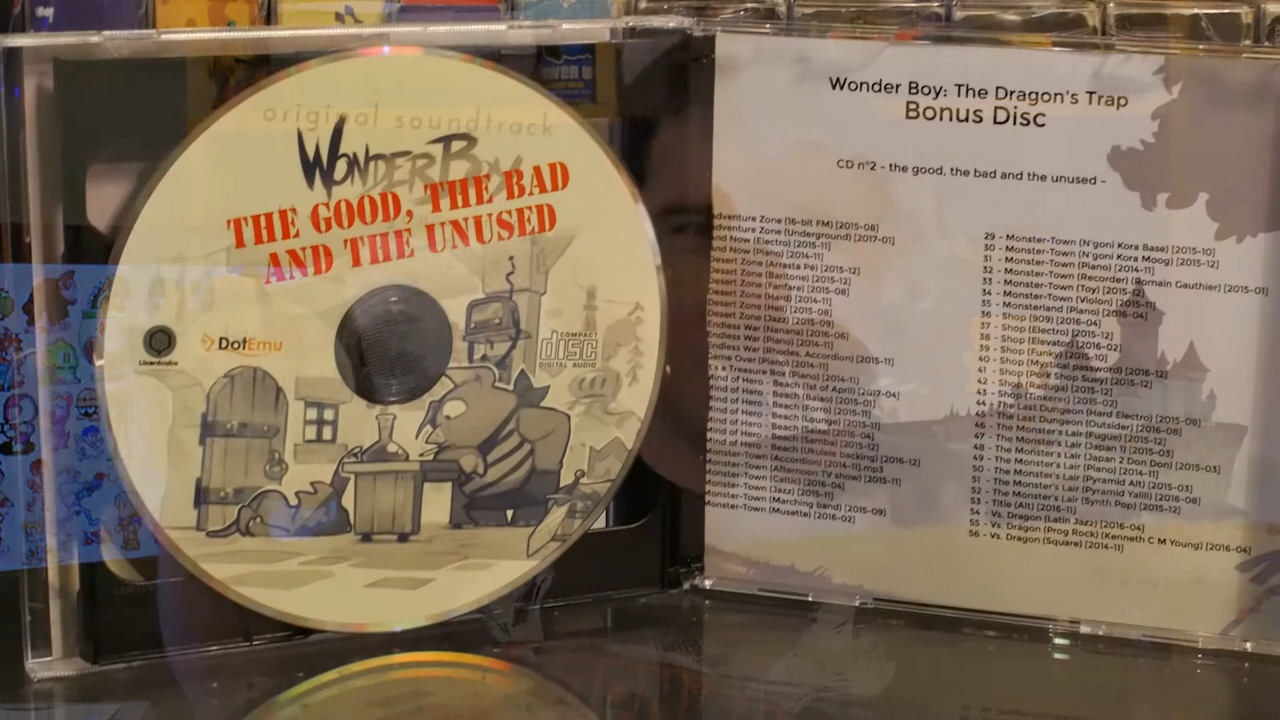 original soundtrack
WONDER BOY
THE GOOD, THE BAD
AND THE UNUSED
Lizardcube
DotEmu
COMPACT
disc
DIGITAL AUDIO
Wonder Boy: The Dragon's Trap
Bonus Disc
CD n°2 - the good, the bad and the unused -
dventure Zone (16-bit FM) [2015-08]
dventure Zone (Underground) [2017-01]
nd Now (Electro) [2015-11]
nd Now (Piano) [2014-11]
Desert Zone (Arrasta Pé) [2015-12]
Desert Zone (Baritone) [2015-12]
Desert Zone (Fanfare) [2015-08]
Desert Zone (Hard) [2014-11]
Desert Zone (Hell) [2015-08]
Desert Zone (Jazz) [2015-09]
Endless War (Nanana) [2016-06]
Endless War (Piano) [2014-11]
Endless War (Rhodes, Accordion) [2015-11]
Game Over (Piano) [2014-11]
t's a Treasure Box (Piano) [2014-11]
Mind of Hero - Beach (1st of April) [2017-04]
Mind of Hero - Beach (Baiao) [2015-01]
Mind of Hero - Beach (Forro) [2015-11]
Mind of Hero - Beach (Lounge) [2015-11]
Mind of Hero - Beach (Salsa) [2016-04]
Mind of Hero - Beach (Samba) [2015-12]
Mind of Hero - Beach (Ukulele backing) [2016-12]
Monster-Town (Accordion) [2014-11].mp3
Monster-Town (Afternoon TV show) [2015-11]
Monster-Town (Celtic) [2016-04]
Monster-Town (Jazz) [2015-11]
Monster-Town (Marching band) [2015-09]
Monster-Town (Musette) [2016-02]
29 - Monster-Town (N'goni Kora Base) [2015-10]
30 - Monster-Town (N'goni Kora Moog) [2015-12]
31 - Monster-Town (Piano) [2014-11]
32 - Monster-Town (Recorder) (Romain Gauthier) [2015-01]
33 - Monster-Town (Toy) [2015-12]
34 - Monster-Town (Violon) [2015-11]
35 - Monsterland (Piano) [2016-04]
36 - Shop (909) [2016-04]
37 - Shop (Electro) [2015-12]
38 - Shop (Elevator) [2016-02]
39 - Shop (Funky) [2015-10]
40 - Shop (Mystical password) [2016-12]
41 - Shop (Pork Shop Suey) [2015-12]
42 - Shop (Raduga) [2015-12]
43 - Shop (Tinkerer) [2015-02]
44 - The Last Dungeon (Hard Electro) [2015-08]
45 - The Last Dungeon (Outsider) [2016-08]
46 - The Monster's Lair (Fugue) [2015-12]
47 - The Monster's Lair (Japan 1) [2015-03]
48 - The Monster's Lair (Japan 2 Don Don) [2015-03]
49 - The Monster's Lair (Piano) [2014-11]
50 - The Monster's Lair (Pyramid Alt) [2015-03]
51 - The Monster's Lair (Pyramid Yalili) [2016-08]
52 - The Monster's Lair (Synth Pop) [2015-12]
53 - Title (Alt) [2016-11]
54 - Vs. Dragon (Latin Jazz) [2016-04]
55 - Vs. Dragon (Prog Rock) (Kenneth C M Young) [2016-04]
56 - Vs. Dragon (Square) [2014-11]